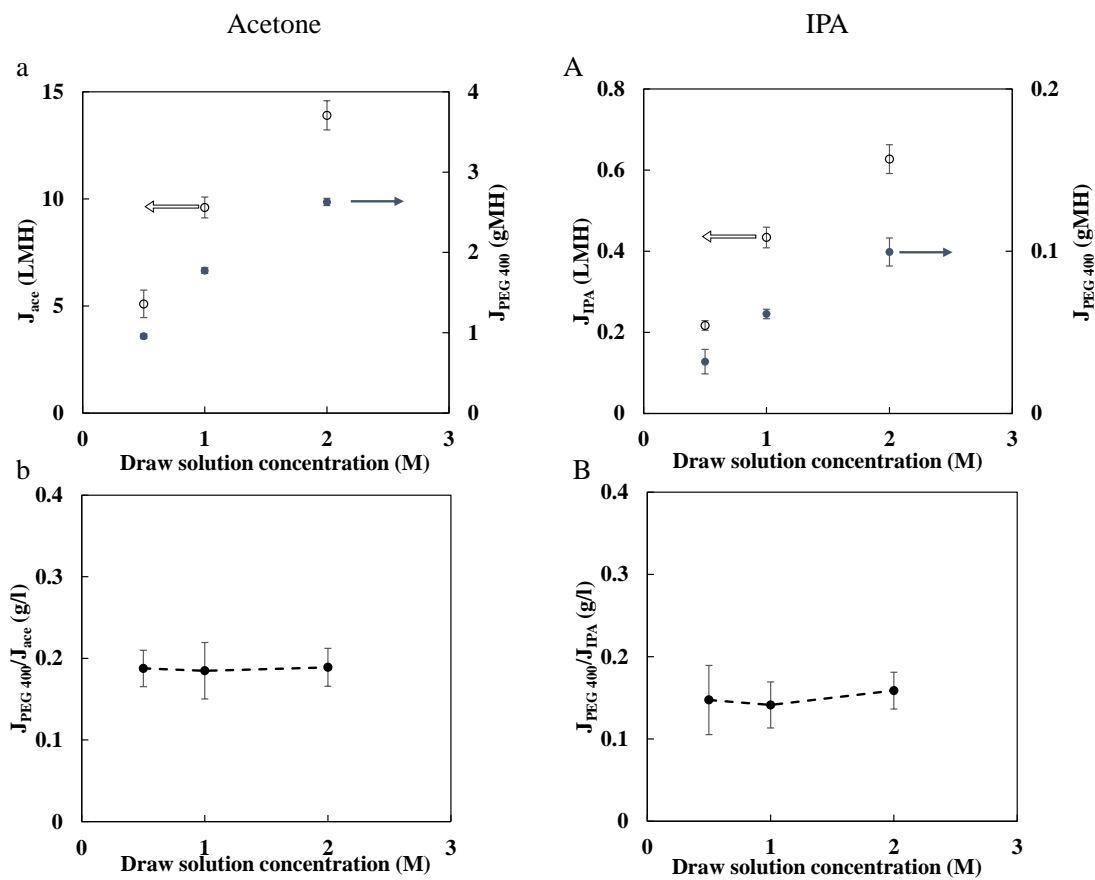 Acetone
IPA
a
15
10
5
0
J_ace (LMH)
4
3
2
1
0
J_PEG 400 (gMH)
0
1
2
3
Draw solution concentration (M)
A
0.8
0.6
0.4
0.2
0
J_IPA (LMH)
0.2
0.1
0
J_PEG 400 (gMH)
0
1
2
3
Draw solution concentration (M)
b
0.4
0.3
0.2
0.1
0
J_PEG 400/J_ace (g/l)
0
1
2
3
Draw solution concentration (M)
B
0.4
0.3
0.2
0.1
0
J_PEG 400/J_IPA (g/l)
0
1
2
3
Draw solution concentration (M)